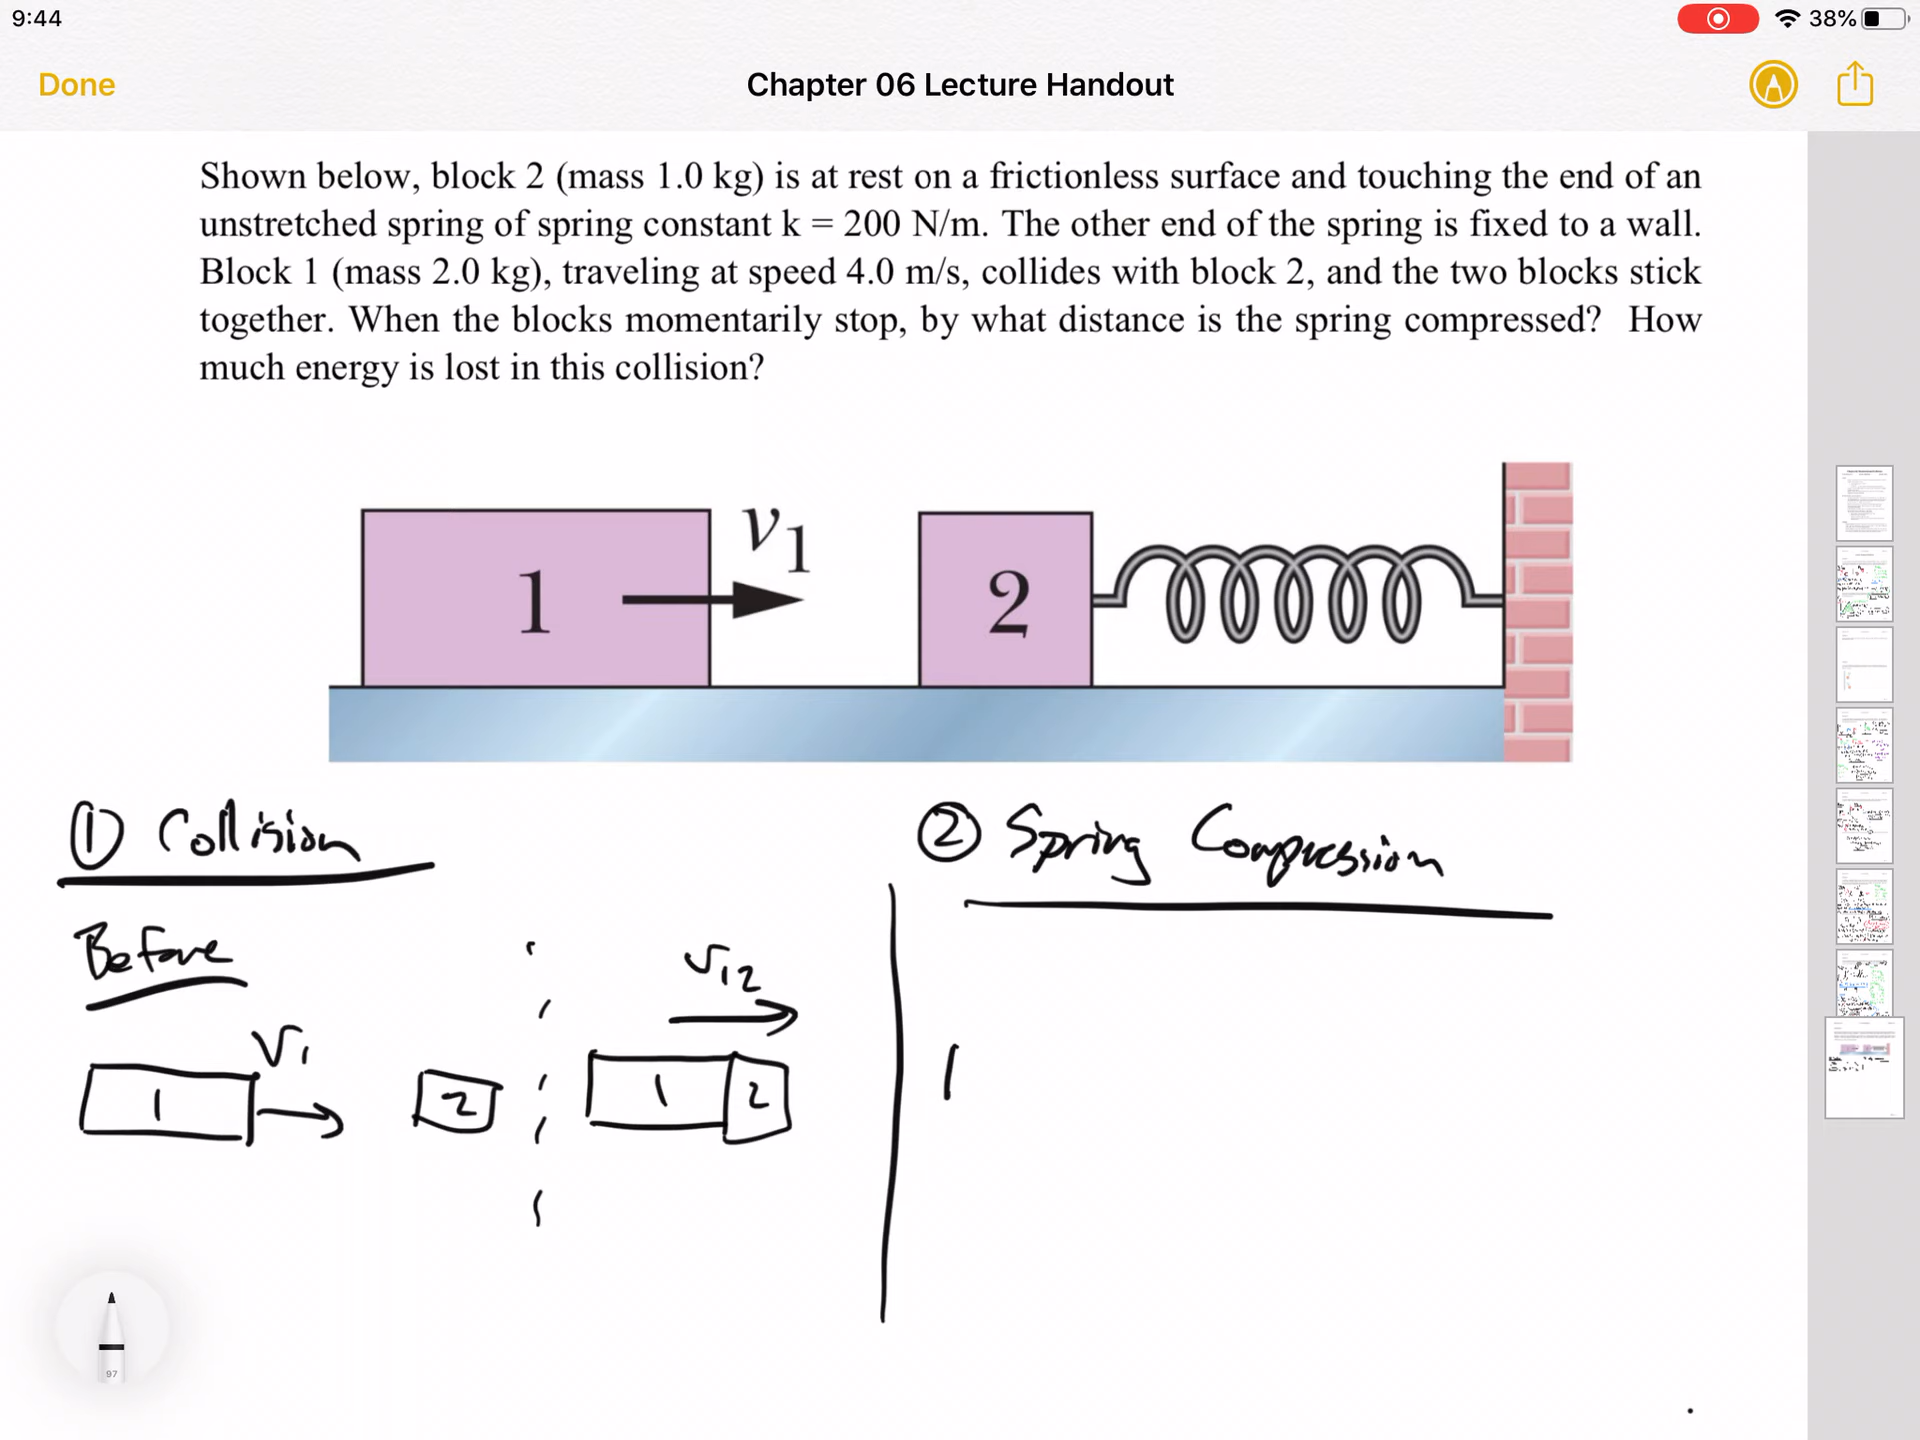 9:44
38%
Done
Chapter 06 Lecture Handout
Shown below, block 2 (mass 1.0 kg) is at rest on a frictionless surface and touching the end of an
unstretched spring of spring constant k = 200 N/m. The other end of the spring is fixed to a wall.
Block 1 (mass 2.0 kg), traveling at speed 4.0 m/s, collides with block 2, and the two blocks stick
together. When the blocks momentarily stop, by what distance is the spring compressed? How
much energy is lost in this collision?
1
v1
2
① Collision
② Spring Compression
Before
v12
v1
1
2
1
2
97